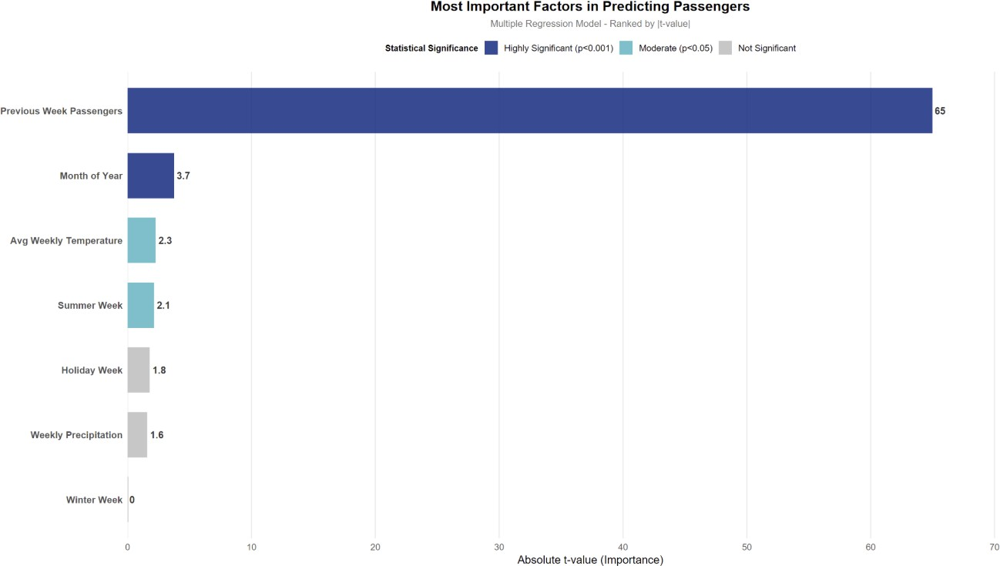 Most Important Factors in Predicting Passengers
Multiple Regression Model - Ranked by |t-value|
Statistical Significance Highly Significant (p<0.001) Moderate (p<0.05) Not Significant
Previous Week Passengers 65
Month of Year 3.7
Avg Weekly Temperature 2.3
Summer Week 2.1
Holiday Week 1.8
Weekly Precipitation 1.6
Winter Week 0
0 10 20 30 40 50 60 70
Absolute t-value (Importance)